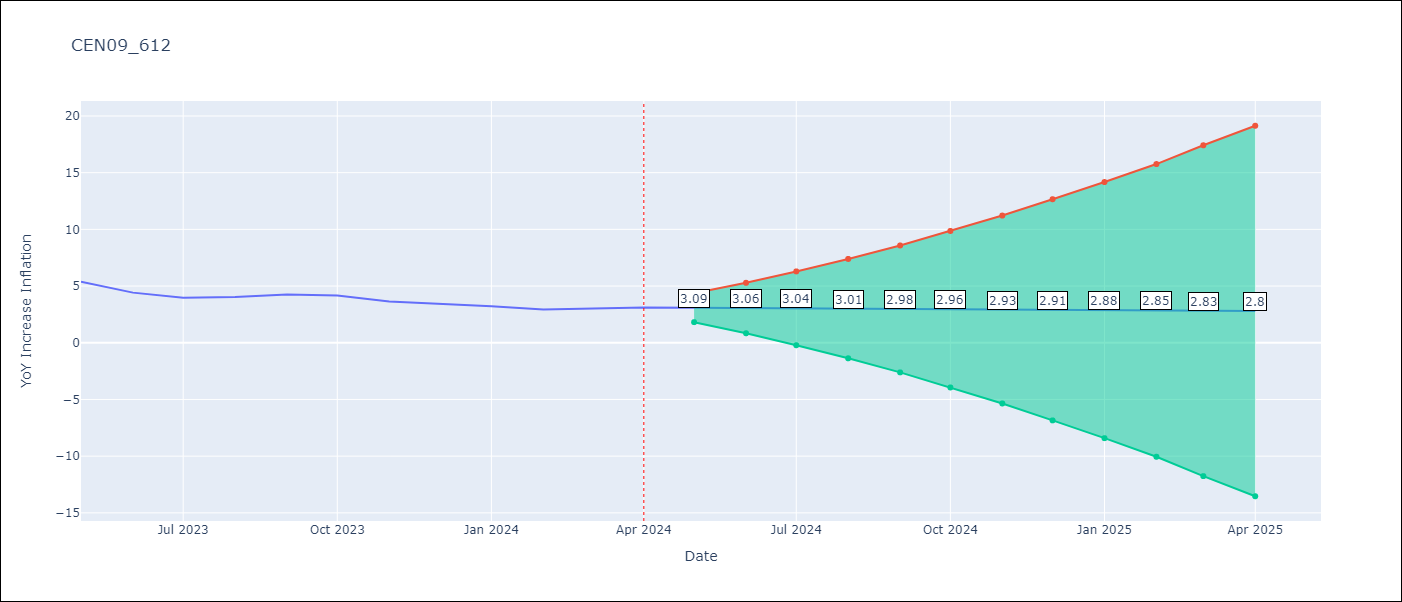 CEN09_612
YoY Increase Inflation
20
15
10
5
0
−5
−10
−15
3.09 3.06 3.04 3.01 2.98 2.96 2.93 2.91 2.88 2.85 2.83 2.8
Jul 2023 Oct 2023 Jan 2024 Apr 2024 Jul 2024 Oct 2024 Jan 2025 Apr 2025
Date